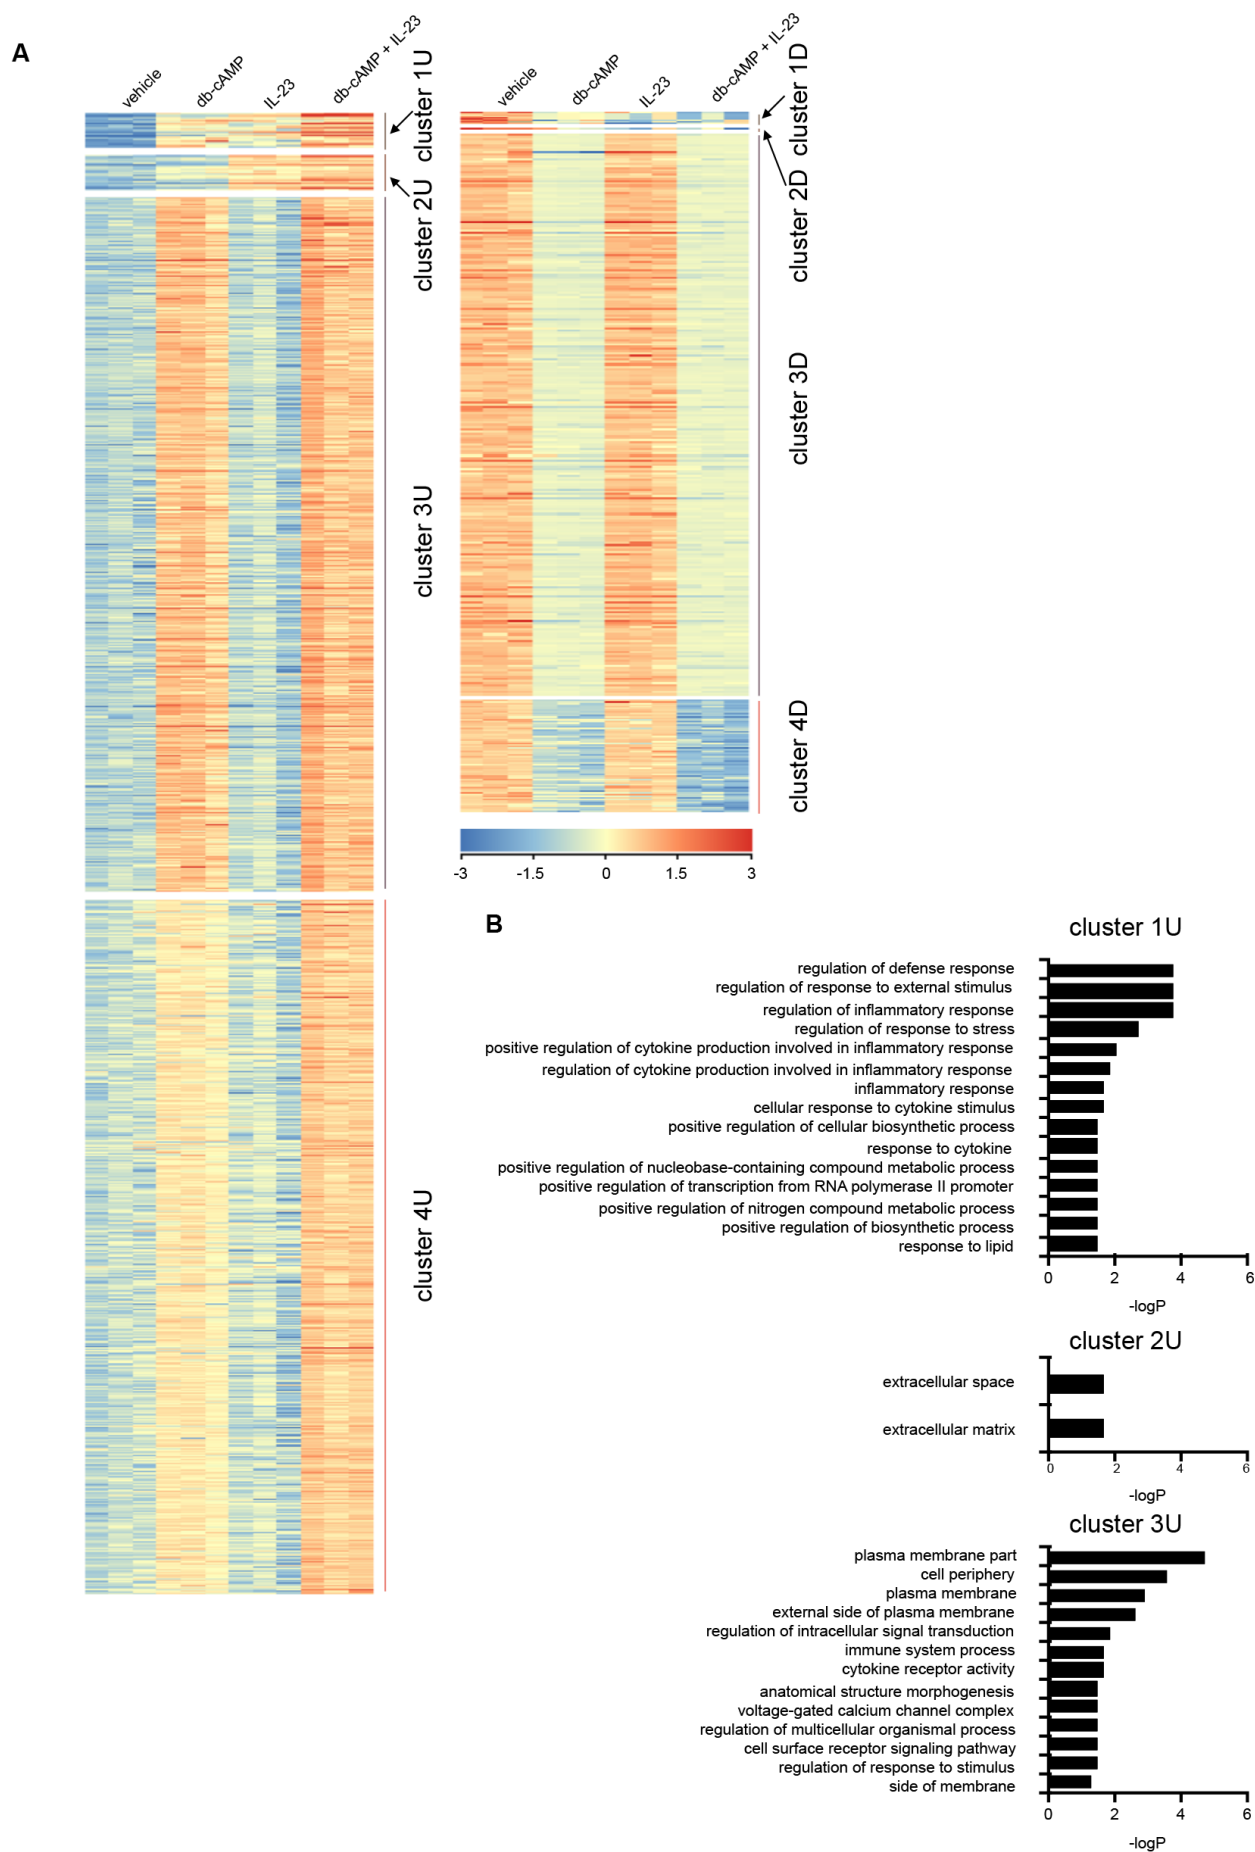 A
vehicle
db-cAMP
IL-23
db-cAMP + IL-23
cluster 1U
cluster 2U
cluster 3U
cluster 4U
vehicle
db-cAMP
IL-23
db-cAMP + IL-23
cluster 1D
cluster 2D
cluster 3D
cluster 4D
-3 -1.5 0 1.5 3
B
cluster 1U
regulation of defense response
regulation of response to external stimulus
regulation of inflammatory response
regulation of response to stress
positive regulation of cytokine production involved in inflammatory response
regulation of cytokine production involved in inflammatory response
inflammatory response
cellular response to cytokine stimulus
positive regulation of cellular biosynthetic process
response to cytokine
positive regulation of nucleobase-containing compound metabolic process
positive regulation of transcription from RNA polymerase II promoter
positive regulation of nitrogen compound metabolic process
positive regulation of biosynthetic process
response to lipid
0 2 4 6
-logP
cluster 2U
extracellular space
extracellular matrix
0 2 4 6
-logP
cluster 3U
plasma membrane part
cell periphery
plasma membrane
external side of plasma membrane
regulation of intracellular signal transduction
immune system process
cytokine receptor activity
anatomical structure morphogenesis
voltage-gated calcium channel complex
regulation of multicellular organismal process
cell surface receptor signaling pathway
regulation of response to stimulus
side of membrane
0 2 4 6
-logP